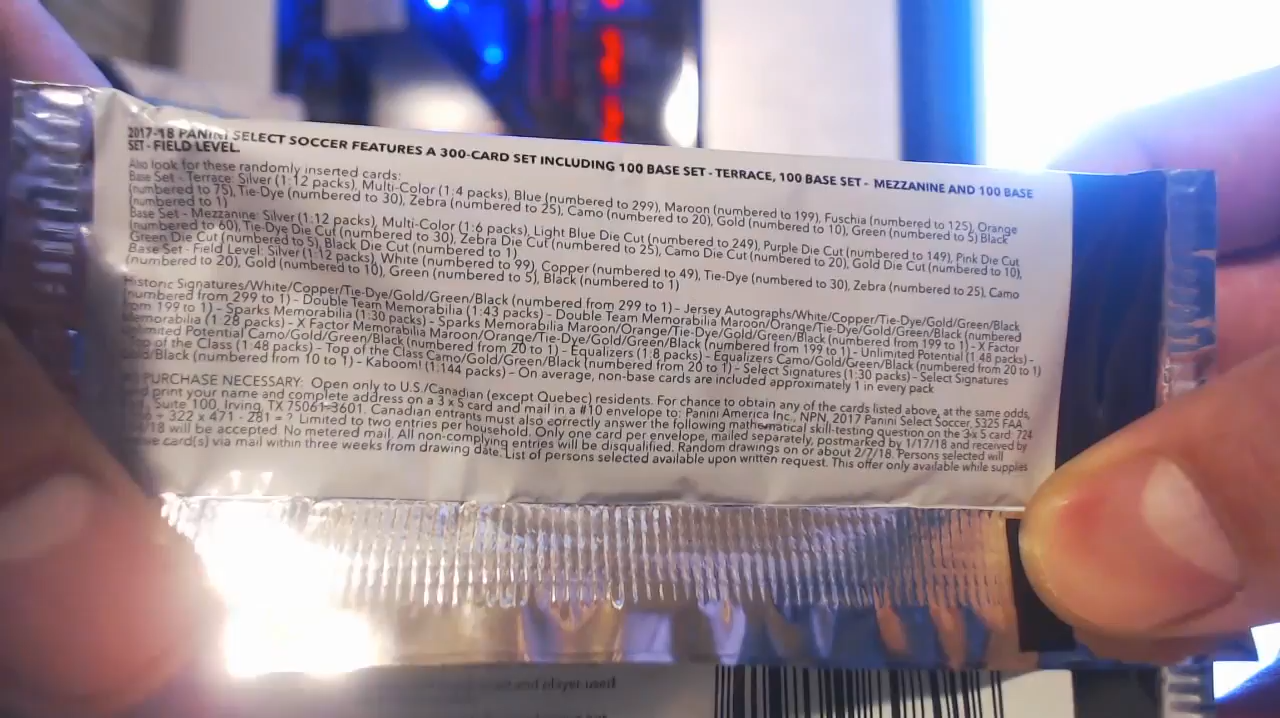 2017-18 PANINI SELECT SOCCER FEATURES A 300-CARD SET INCLUDING 100 BASE SET - TERRACE, 100 BASE SET - MEZZANINE AND 100 BASE
SET - FIELD LEVEL.
Also look for these randomly inserted cards:
Base Set - Terrace: Silver (1:12 packs), Multi-Color (1:4 packs), Blue (numbered to 299), Maroon (numbered to 199), Fuschia (numbered to 125), Orange
(numbered to 75), Tie-Dye (numbered to 30), Zebra (numbered to 25), Camo (numbered to 20), Gold (numbered to 10), Green (numbered to 5) Black
(numbered to 1)
Base Set - Mezzanine: Silver (1:12 packs), Multi-Color (1:6 packs), Light Blue Die Cut (numbered to 249), Purple Die Cut (numbered to 149), Pink Die Cut
(numbered to 60), Tie-Dye Die Cut (numbered to 30), Zebra Die Cut (numbered to 25), Camo Die Cut (numbered to 20), Gold Die Cut (numbered to 10),
Green Die Cut (numbered to 5), Black Die Cut (numbered to 1)
Base Set - Field Level: Silver (1:12 packs), White (numbered to 99), Copper (numbered to 49), Tie-Dye (numbered to 30), Zebra (numbered to 25), Camo
(numbered to 20), Gold (numbered to 10), Green (numbered to 5), Black (numbered to 1)
Historic Signatures/White/Copper/Tie-Dye/Gold/Green/Black (numbered from 299 to 1) - Jersey Autographs/White/Copper/Tie-Dye/Gold/Green/Black
(numbered from 299 to 1) - Double Team Memorabilia (1:43 packs) - Double Team Memorabilia Maroon/Orange/Tie-Dye/Gold/Green/Black (numbered
from 199 to 1) - Sparks Memorabilia (1:30 packs) - Sparks Memorabilia Maroon/Orange/Tie-Dye/Gold/Green/Black (numbered from 199 to 1) - X Factor
Memorabilia (1:28 packs) - X Factor Memorabilia Maroon/Orange/Tie-Dye/Gold/Green/Black (numbered from 199 to 1) - Unlimited Potential (1:48 packs) -
Unlimited Potential Camo/Gold/Green/Black (numbered from 20 to 1) - Equalizers (1:8 packs) - Equalizers Camo/Gold/Green/Black (numbered from 20 to 1)
Top of the Class (1:48 packs) - Top of the Class Camo/Gold/Green/Black (numbered from 20 to 1) - Select Signatures (1:30 packs) - Select Signatures
Gold/Black (numbered from 10 to 1) - Kaboom! (1:144 packs) - On average, non-base cards are included approximately 1 in every pack
PURCHASE NECESSARY: Open only to U.S./Canadian (except Quebec) residents. For chance to obtain any of the cards listed above, at the same odds,
print your name and complete address on a 3 x 5 card and mail in a #10 envelope to: Panini America Inc., NPN, 2017 Panini Select Soccer, 5325 FAA
Suite 100, Irving, TX 75061-3601. Canadian entrants must also correctly answer the following mathematical skill-testing question on the 3x 5 card: 724
= 322 x 471 - 281 = ? Limited to two entries per household. Only one card per envelope, mailed separately, postmarked by 1/17/18 and received by
/18 will be accepted. No metered mail. All non-complying entries will be disqualified. Random drawings on or about 2/7/18. Persons selected will
card(s) via mail within three weeks from drawing date. List of persons selected available upon written request. This offer only available while supplies
and player used